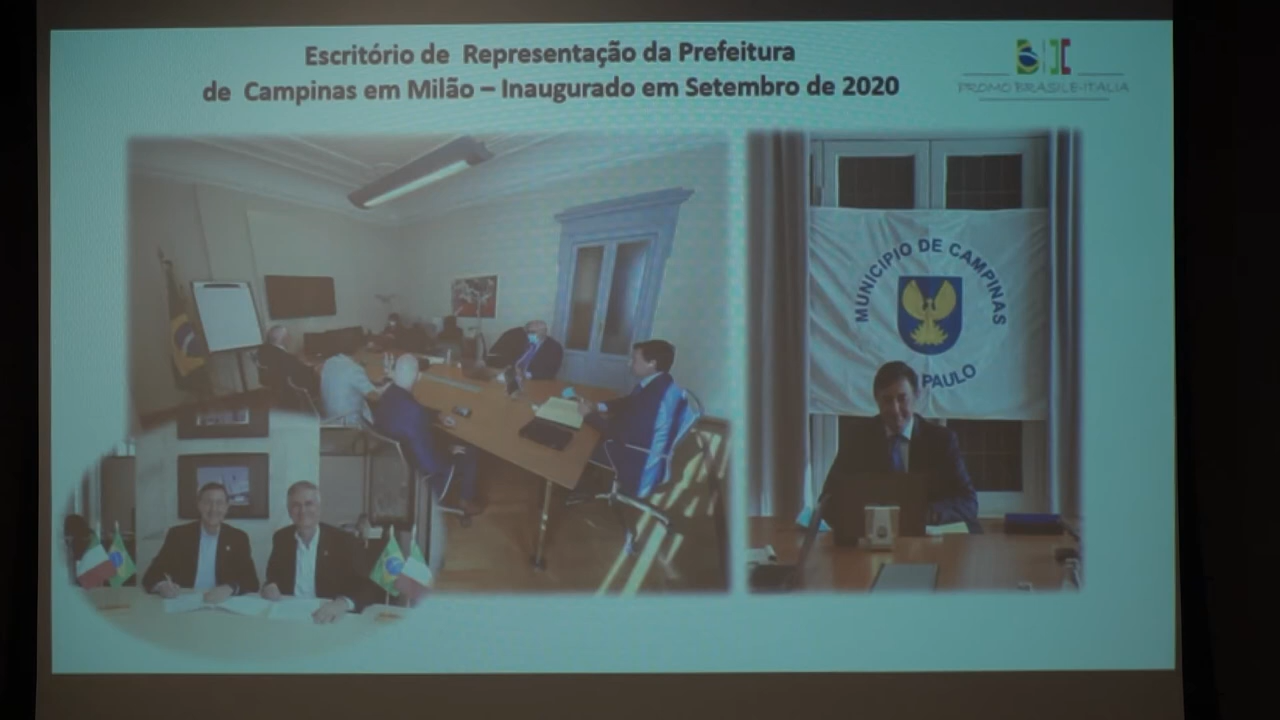 Escritório de Representação da Prefeitura
de Campinas em Milão – Inaugurado em Setembro de 2020
PROMO BRASILE-ITALIA
MUNICIPIO DE CAMPINAS
PAULO